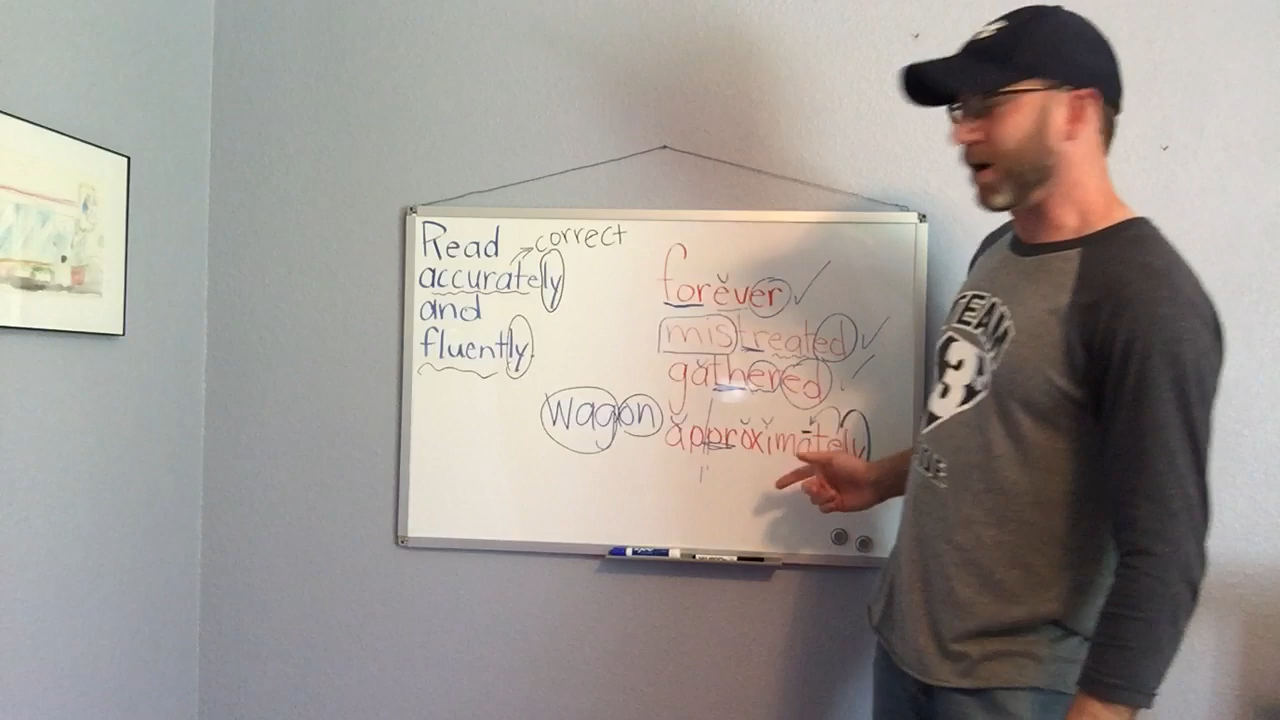 Read
correct
accurately
and
fluently
forever
mistreated
gathered
wagon
approximately
TEAM
3